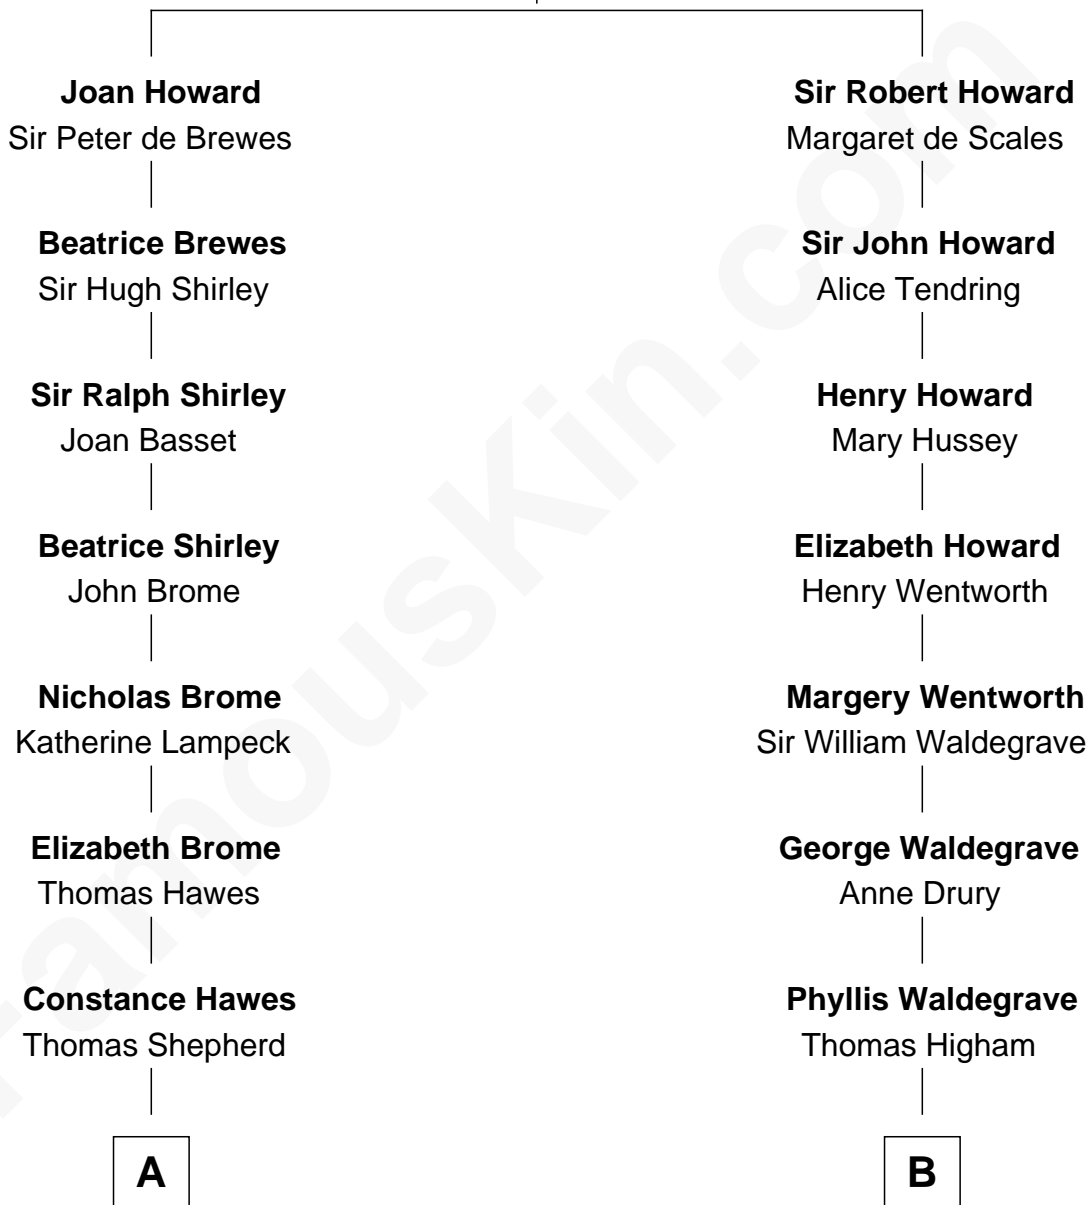 Joan Howard
Sir Peter de Brewes
Beatrice Brewes
Sir Hugh Shirley
Sir Ralph Shirley
Joan Basset
Beatrice Shirley
John Brome
Nicholas Brome
Katherine Lampeck
Elizabeth Brome
Thomas Hawes
Constance Hawes
Thomas Shepherd
A
Sir Robert Howard
Margaret de Scales
Sir John Howard
Alice Tendring
Henry Howard
Mary Hussey
Elizabeth Howard
Henry Wentworth
Margery Wentworth
Sir William Waldegrave
George Waldegrave
Anne Drury
Phyllis Waldegrave
Thomas Higham
B
FamousKin.com